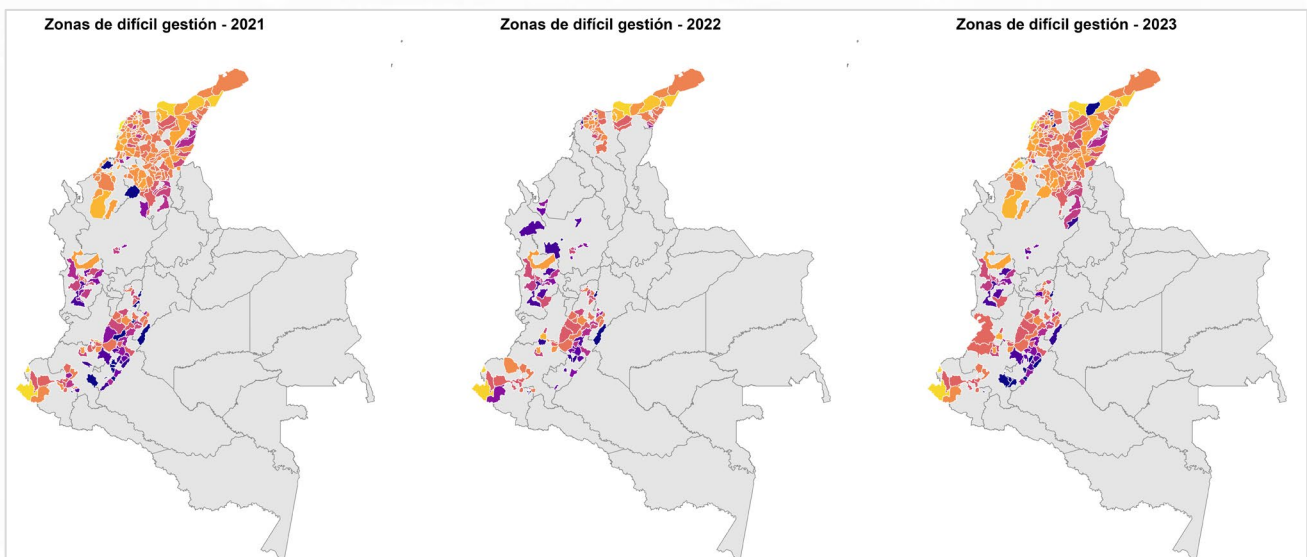 Zonas de difícil gestión - 2021
Zonas de difícil gestión - 2022
Zonas de difícil gestión - 2023